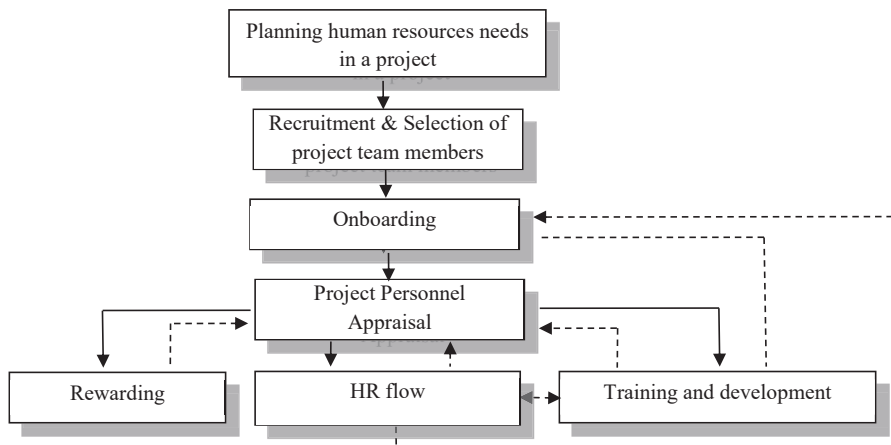 Planning human resources needs
in a project
Recruitment & Selection of
project team members
Onboarding
Project Personnel
Appraisal
Rewarding
HR flow
Training and development